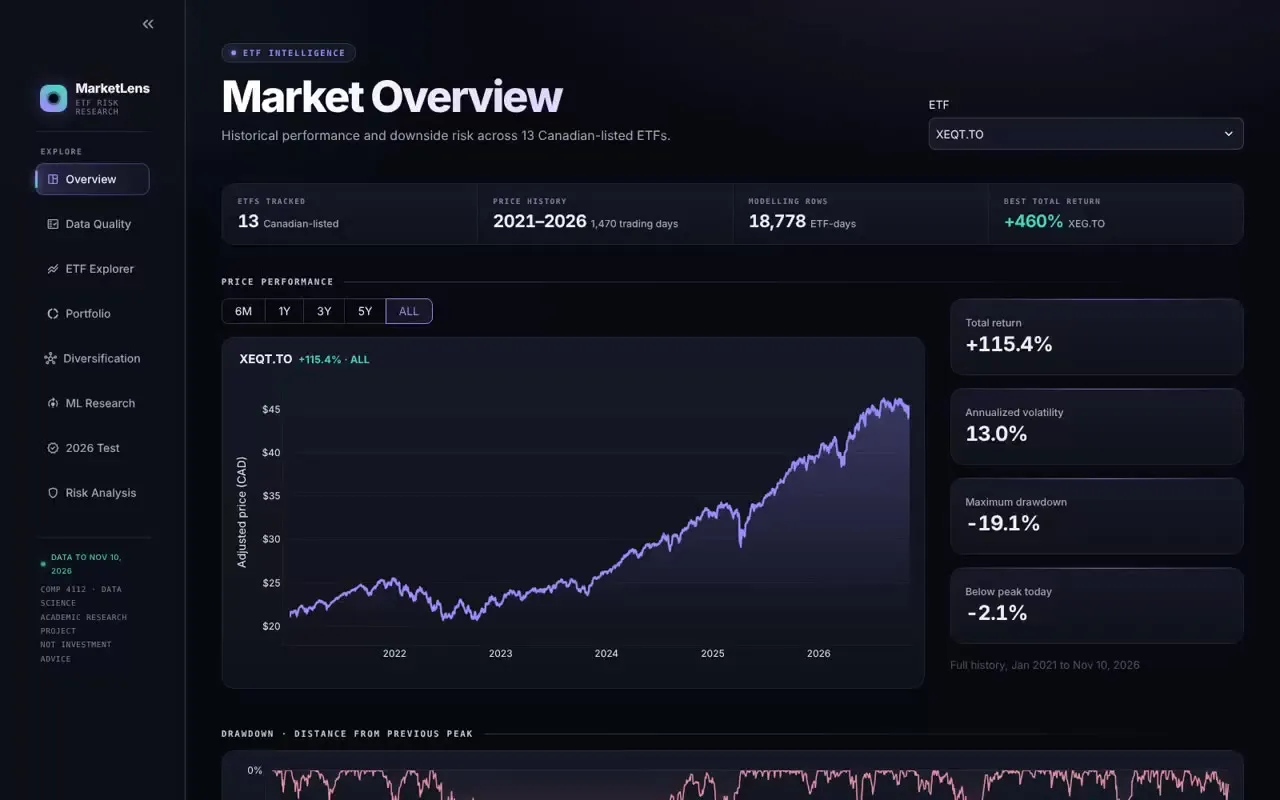 MarketLens
ETF RISK
RESEARCH
EXPLORE
Overview
Data Quality
ETF Explorer
Portfolio
Diversification
ML Research
2026 Test
Risk Analysis
DATA TO NOV 10,
2026
COMP 4112 · DATA
SCIENCE
ACADEMIC RESEARCH
PROJECT
NOT INVESTMENT
ADVICE
ETF INTELLIGENCE
Market Overview
Historical performance and downside risk across 13 Canadian-listed ETFs.
ETF
XEQT.TO
ETFS TRACKED
13 Canadian-listed
PRICE HISTORY
2021–2026 1,470 trading days
MODELLING ROWS
18,778 ETF-days
BEST TOTAL RETURN
+460% XEG.TO
PRICE PERFORMANCE
6M 1Y 3Y 5Y ALL
XEQT.TO +115.4% · ALL
Adjusted price (CAD)
$45
$40
$35
$30
$25
$20
2022 2023 2024 2025 2026
Total return
+115.4%
Annualized volatility
13.0%
Maximum drawdown
-19.1%
Below peak today
-2.1%
Full history, Jan 2021 to Nov 10, 2026
DRAWDOWN · DISTANCE FROM PREVIOUS PEAK
0%